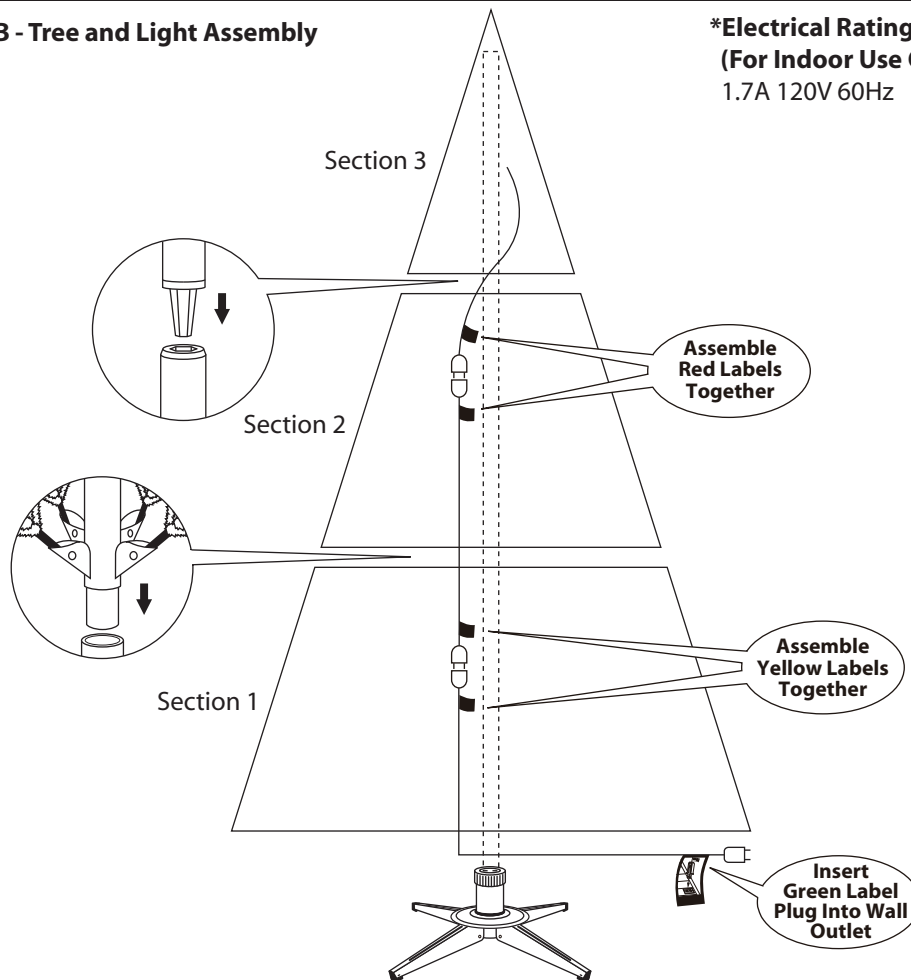 3 - Tree and Light Assembly
*Electrical Rating
(For Indoor Use
1.7A 120V 60Hz
Section 3
Assemble
Red Labels
Together
Section 2
Assemble
Yellow Labels
Together
Section 1
Insert
Green Label
Plug Into Wall
Outlet